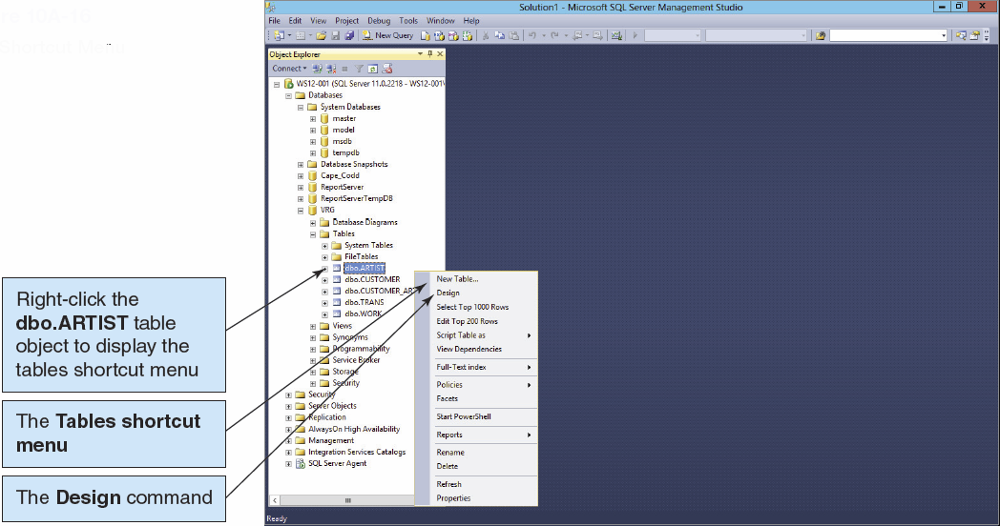 Solution1 - Microsoft SQL Server Management Studio
File Edit View Project Debug Tools Window Help
New Query
Object Explorer
Connect
WS12-001 (SQL Server 11.0.2218 - WS12-001\
Databases
System Databases
master
model
msdb
tempdb
Database Snapshots
Cape_Codd
ReportServer
ReportServerTempDB
VRG
Database Diagrams
Tables
System Tables
FileTables
dbo.ARTIST
dbo.CUSTOMER
dbo.CUSTOMER_ART
dbo.TRANS
dbo.WORK
Views
Synonyms
Programmability
Service Broker
Storage
Security
Security
Server Objects
Replication
AlwaysOn High Availability
Management
Integration Services Catalogs
SQL Server Agent
New Table...
Design
Select Top 1000 Rows
Edit Top 200 Rows
Script Table as
View Dependencies
Full-Text index
Policies
Facets
Start PowerShell
Reports
Rename
Delete
Refresh
Properties
Ready
Right-click the
dbo.ARTIST table
object to display the
tables shortcut menu
The Tables shortcut
menu
The Design command